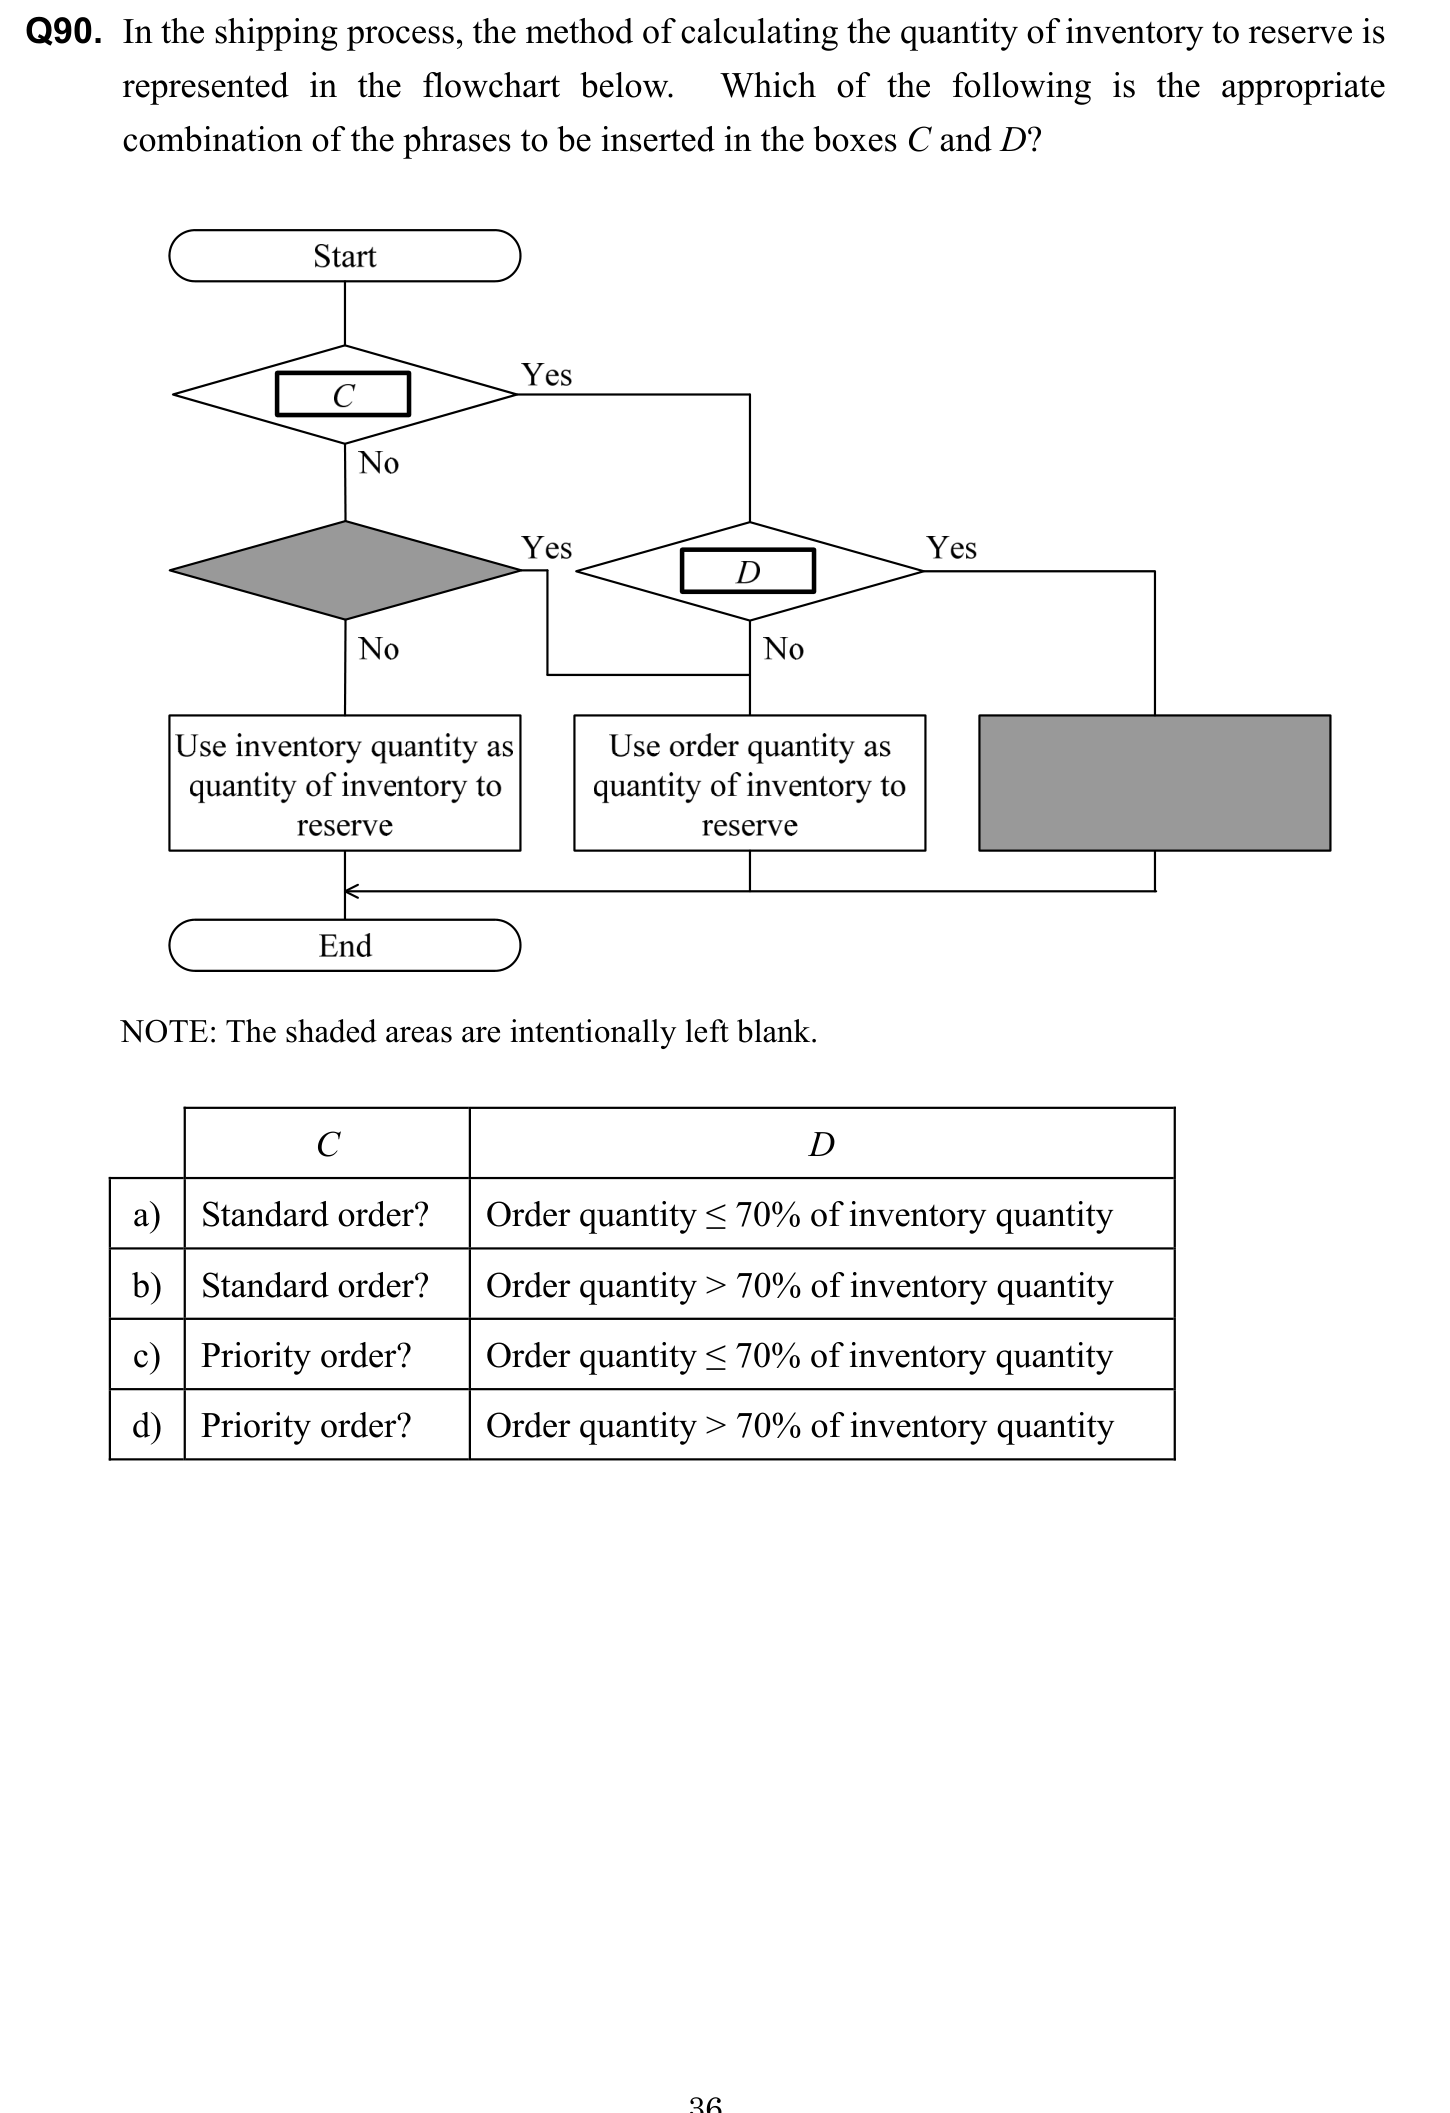 Q90. In the shipping process, the method of calculating the quantity of inventory to reserve is
represented in the flowchart below. Which of the following is the appropriate
combination of the phrases to be inserted in the boxes C and D?
Start
C
Yes
No
Yes
D
Yes
No
No
Use inventory quantity as
quantity of inventory to
reserve
Use order quantity as
quantity of inventory to
reserve
End
NOTE: The shaded areas are intentionally left blank.
C D
a) Standard order? Order quantity ≤ 70% of inventory quantity
b) Standard order? Order quantity > 70% of inventory quantity
c) Priority order? Order quantity ≤ 70% of inventory quantity
d) Priority order? Order quantity > 70% of inventory quantity
36